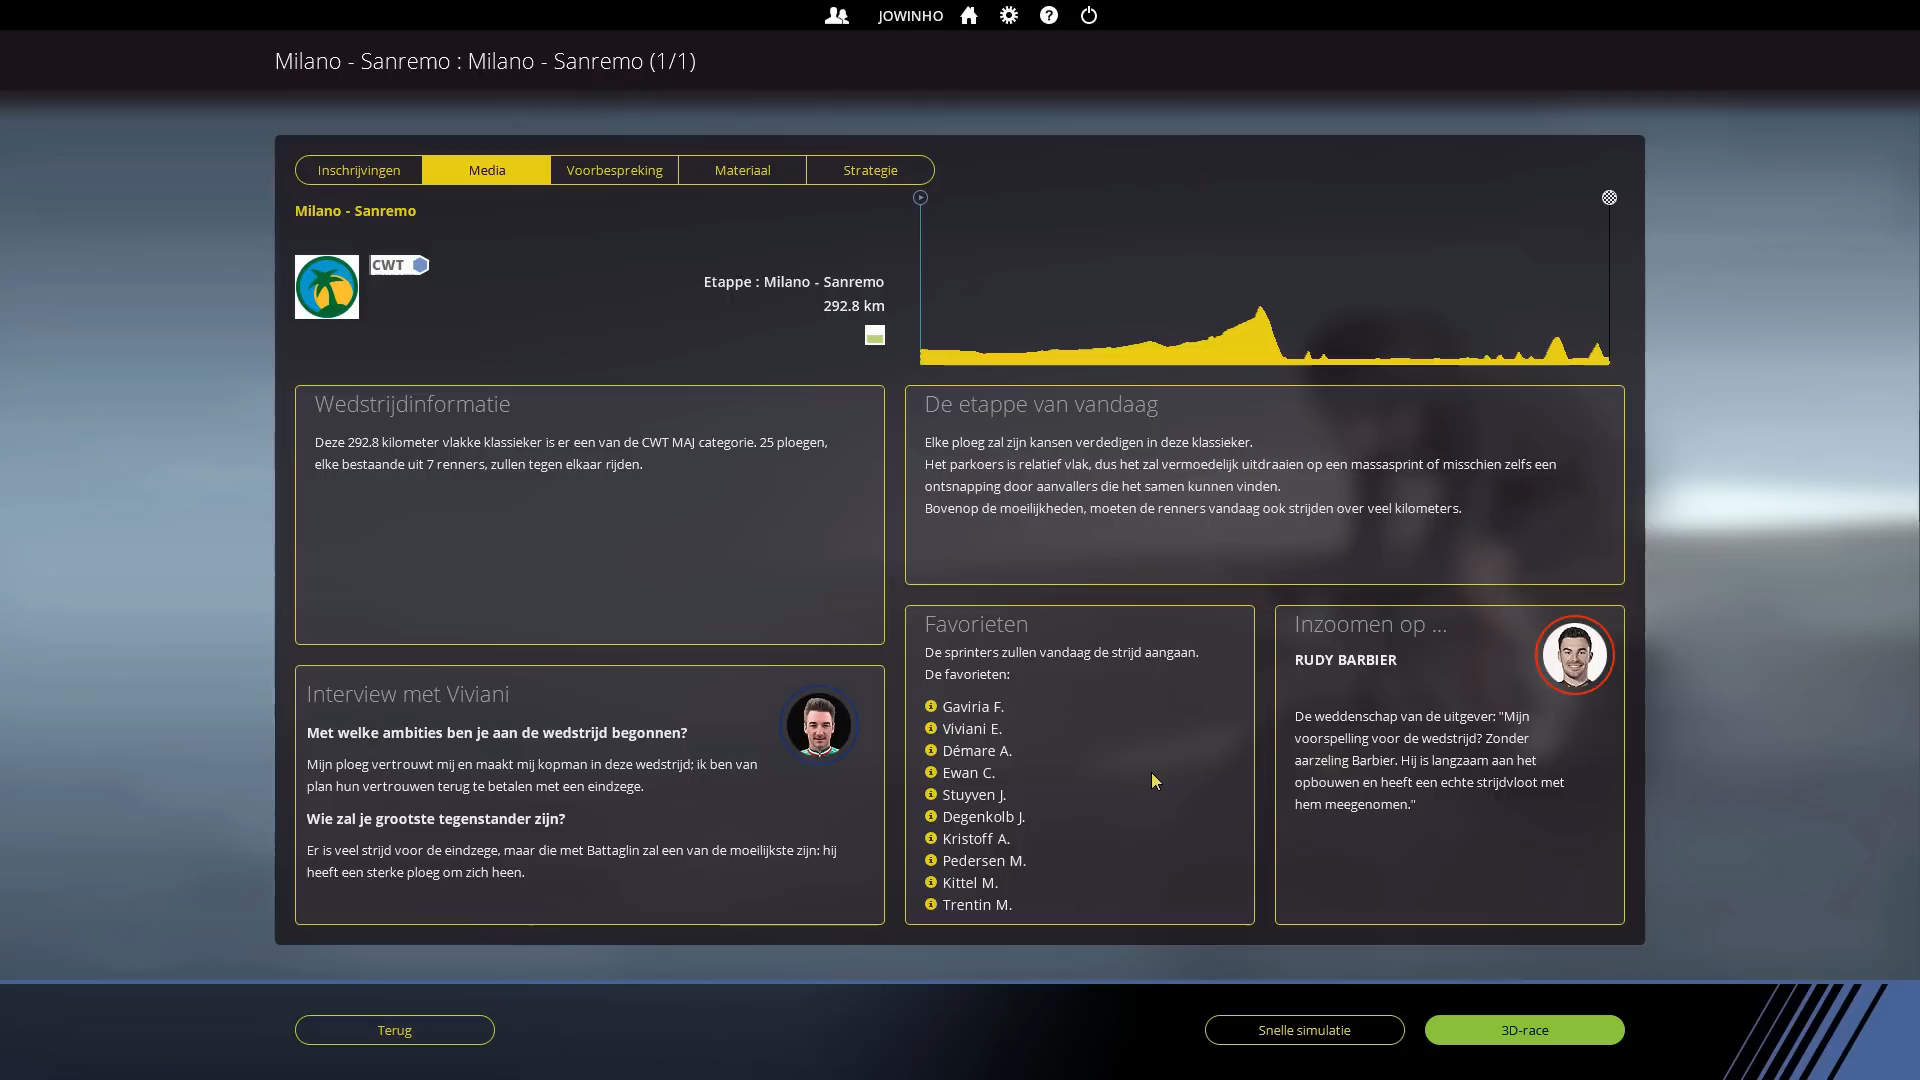 JOWINHO
Milano - Sanremo : Milano - Sanremo (1/1)
Inschrijvingen
Media
Voorbespreking
Materiaal
Strategie
Milano - Sanremo
CWT
Etappe : Milano - Sanremo
292.8 km
Wedstrijdinformatie
Deze 292.8 kilometer vlakke klassieker is er een van de CWT MAJ categorie. 25 ploegen,
elke bestaande uit 7 renners, zullen tegen elkaar rijden.
De etappe van vandaag
Elke ploeg zal zijn kansen verdedigen in deze klassieker.
Het parkoers is relatief vlak, dus het zal vermoedelijk uitdraaien op een massasprint of misschien zelfs een
ontsnapping door aanvallers die het samen kunnen vinden.
Bovenop de moeilijkheden, moeten de renners vandaag ook strijden over veel kilometers.
Interview met Viviani
Met welke ambities ben je aan de wedstrijd begonnen?
Mijn ploeg vertrouwt mij en maakt mij kopman in deze wedstrijd; ik ben van
plan hun vertrouwen terug te betalen met een eindzege.
Wie zal je grootste tegenstander zijn?
Er is veel strijd voor de eindzege, maar die met Battaglin zal een van de moeilijkste zijn: hij
heeft een sterke ploeg om zich heen.
Favorieten
De sprinters zullen vandaag de strijd aangaan.
De favorieten:
Gaviria F.
Viviani E.
Démare A.
Ewan C.
Stuyven J.
Degenkolb J.
Kristoff A.
Pedersen M.
Kittel M.
Trentin M.
Inzoomen op ...
RUDY BARBIER
De weddenschap van de uitgever: "Mijn
voorspelling voor de wedstrijd? Zonder
aarzeling Barbier. Hij is langzaam aan het
opbouwen en heeft een echte strijdvloot met
hem meegenomen."
Terug
Snelle simulatie
3D-race